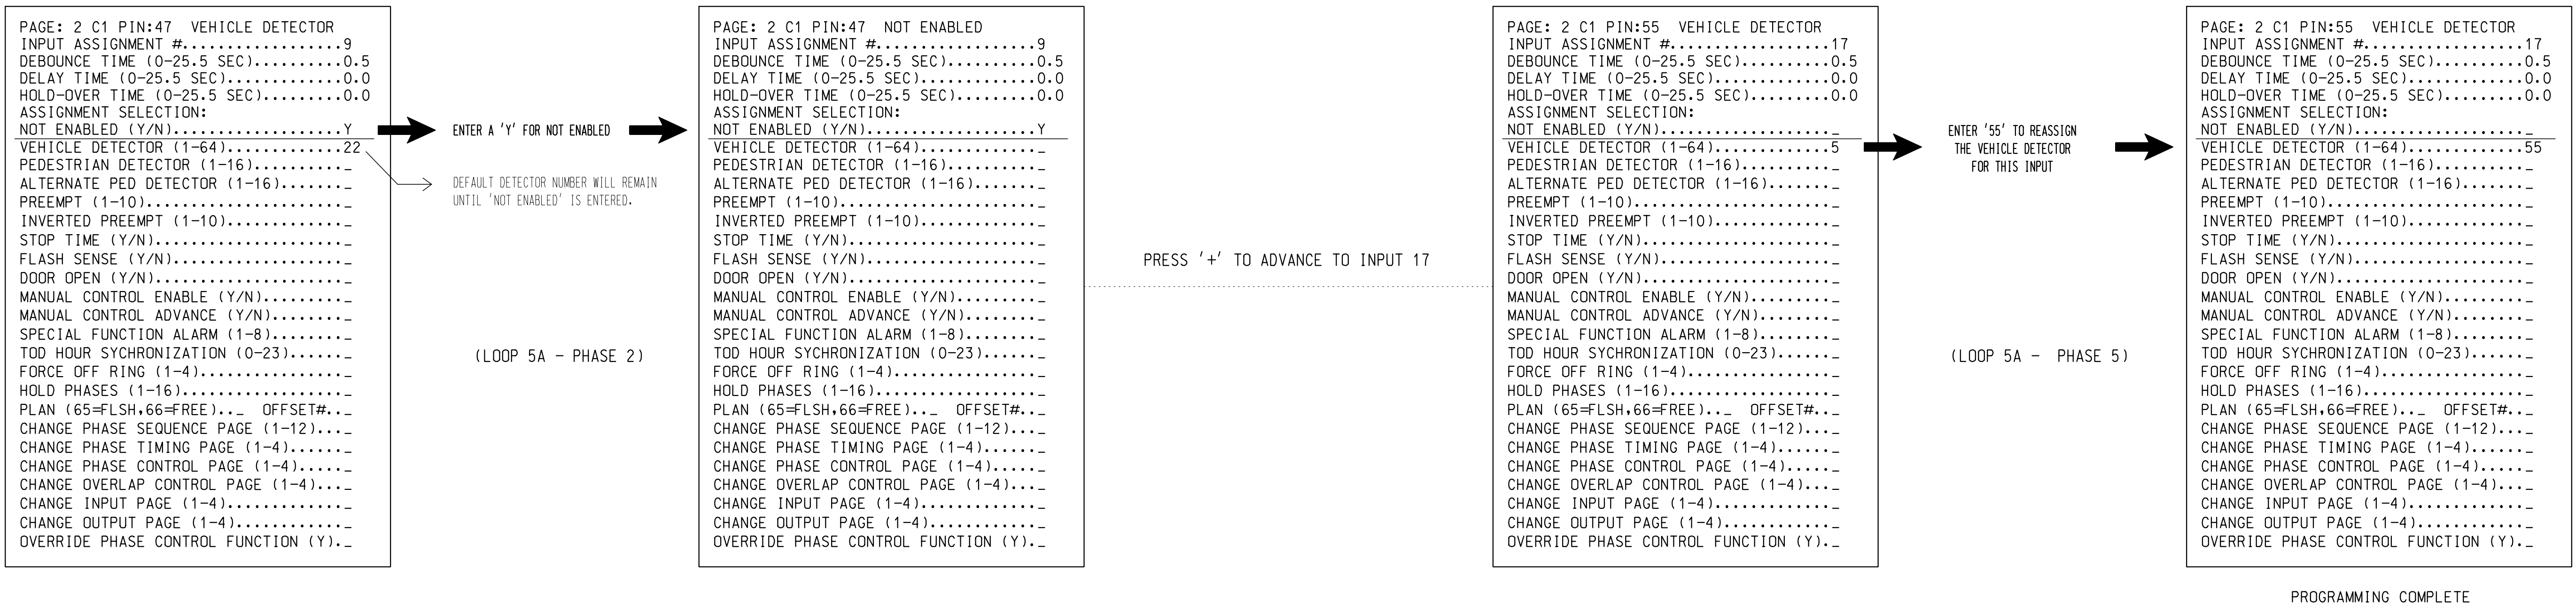 PAGE: 2 C1 PIN:47  VEHICLE DETECTOR
INPUT ASSIGNMENT #..................9
DEBOUNCE TIME (0-25.5 SEC)..........0.5
DELAY TIME (0-25.5 SEC).............0.0
HOLD-OVER TIME (0-25.5 SEC).........0.0
ASSIGNMENT SELECTION:
NOT ENABLED (Y/N)...................Y
VEHICLE DETECTOR (1-64).............22
PEDESTRIAN DETECTOR (1-16).........._
ALTERNATE PED DETECTOR (1-16)......._
PREEMPT (1-10)......................_
INVERTED PREEMPT (1-10)............._
STOP TIME (Y/N)....................._
FLASH SENSE (Y/N)..................._
DOOR OPEN (Y/N)....................._
MANUAL CONTROL ENABLE (Y/N)........._
MANUAL CONTROL ADVANCE (Y/N)........_
SPECIAL FUNCTION ALARM (1-8)........_
TOD HOUR SYCHRONIZATION (0-23)......_
FORCE OFF RING (1-4)................_
HOLD PHASES (1-16).................._
PLAN (65=FLSH,66=FREE).._  OFFSET#.._
CHANGE PHASE SEQUENCE PAGE (1-12)..._
CHANGE PHASE TIMING PAGE (1-4)......_
CHANGE PHASE CONTROL PAGE (1-4)....._
CHANGE OVERLAP CONTROL PAGE (1-4)..._
CHANGE INPUT PAGE (1-4)............._
CHANGE OUTPUT PAGE (1-4)............_
OVERRIDE PHASE CONTROL FUNCTION (Y)._
ENTER A 'Y' FOR NOT ENABLED
DEFAULT DETECTOR NUMBER WILL REMAIN
UNTIL 'NOT ENABLED' IS ENTERED.
(LOOP 5A - PHASE 2)
PAGE: 2 C1 PIN:47  NOT ENABLED
INPUT ASSIGNMENT #..................9
DEBOUNCE TIME (0-25.5 SEC)..........0.5
DELAY TIME (0-25.5 SEC).............0.0
HOLD-OVER TIME (0-25.5 SEC).........0.0
ASSIGNMENT SELECTION:
NOT ENABLED (Y/N)...................Y
VEHICLE DETECTOR (1-64)............._
PEDESTRIAN DETECTOR (1-16).........._
ALTERNATE PED DETECTOR (1-16)......._
PREEMPT (1-10)......................_
INVERTED PREEMPT (1-10)............._
STOP TIME (Y/N)....................._
FLASH SENSE (Y/N)..................._
DOOR OPEN (Y/N)....................._
MANUAL CONTROL ENABLE (Y/N)........._
MANUAL CONTROL ADVANCE (Y/N)........_
SPECIAL FUNCTION ALARM (1-8)........_
TOD HOUR SYCHRONIZATION (0-23)......_
FORCE OFF RING (1-4)................_
HOLD PHASES (1-16).................._
PLAN (65=FLSH,66=FREE).._  OFFSET#.._
CHANGE PHASE SEQUENCE PAGE (1-12)..._
CHANGE PHASE TIMING PAGE (1-4)......_
CHANGE PHASE CONTROL PAGE (1-4)....._
CHANGE OVERLAP CONTROL PAGE (1-4)..._
CHANGE INPUT PAGE (1-4)............._
CHANGE OUTPUT PAGE (1-4)............_
OVERRIDE PHASE CONTROL FUNCTION (Y)._
PRESS '+' TO ADVANCE TO INPUT 17
PAGE: 2 C1 PIN:55  VEHICLE DETECTOR
INPUT ASSIGNMENT #..................17
DEBOUNCE TIME (0-25.5 SEC)..........0.5
DELAY TIME (0-25.5 SEC).............0.0
HOLD-OVER TIME (0-25.5 SEC).........0.0
ASSIGNMENT SELECTION:
NOT ENABLED (Y/N)..................._
VEHICLE DETECTOR (1-64).............5
PEDESTRIAN DETECTOR (1-16).........._
ALTERNATE PED DETECTOR (1-16)......._
PREEMPT (1-10)......................_
INVERTED PREEMPT (1-10)............._
STOP TIME (Y/N)....................._
FLASH SENSE (Y/N)..................._
DOOR OPEN (Y/N)....................._
MANUAL CONTROL ENABLE (Y/N)........._
MANUAL CONTROL ADVANCE (Y/N)........_
SPECIAL FUNCTION ALARM (1-8)........_
TOD HOUR SYCHRONIZATION (0-23)......_
FORCE OFF RING (1-4)................_
HOLD PHASES (1-16).................._
PLAN (65=FLSH,66=FREE).._  OFFSET#.._
CHANGE PHASE SEQUENCE PAGE (1-12)..._
CHANGE PHASE TIMING PAGE (1-4)......_
CHANGE PHASE CONTROL PAGE (1-4)....._
CHANGE OVERLAP CONTROL PAGE (1-4)..._
CHANGE INPUT PAGE (1-4)............._
CHANGE OUTPUT PAGE (1-4)............_
OVERRIDE PHASE CONTROL FUNCTION (Y)._
ENTER '55' TO REASSIGN
THE VEHICLE DETECTOR
FOR THIS INPUT
(LOOP 5A -  PHASE 5)
PAGE: 2 C1 PIN:55  VEHICLE DETECTOR
INPUT ASSIGNMENT #..................17
DEBOUNCE TIME (0-25.5 SEC)..........0.5
DELAY TIME (0-25.5 SEC).............0.0
HOLD-OVER TIME (0-25.5 SEC).........0.0
ASSIGNMENT SELECTION:
NOT ENABLED (Y/N)..................._
VEHICLE DETECTOR (1-64).............55
PEDESTRIAN DETECTOR (1-16).........._
ALTERNATE PED DETECTOR (1-16)......._
PREEMPT (1-10)......................_
INVERTED PREEMPT (1-10)............._
STOP TIME (Y/N)....................._
FLASH SENSE (Y/N)..................._
DOOR OPEN (Y/N)....................._
MANUAL CONTROL ENABLE (Y/N)........._
MANUAL CONTROL ADVANCE (Y/N)........_
SPECIAL FUNCTION ALARM (1-8)........_
TOD HOUR SYCHRONIZATION (0-23)......_
FORCE OFF RING (1-4)................_
HOLD PHASES (1-16).................._
PLAN (65=FLSH,66=FREE).._  OFFSET#.._
CHANGE PHASE SEQUENCE PAGE (1-12)..._
CHANGE PHASE TIMING PAGE (1-4)......_
CHANGE PHASE CONTROL PAGE (1-4)....._
CHANGE OVERLAP CONTROL PAGE (1-4)..._
CHANGE INPUT PAGE (1-4)............._
CHANGE OUTPUT PAGE (1-4)............_
OVERRIDE PHASE CONTROL FUNCTION (Y)._
PROGRAMMING COMPLETE